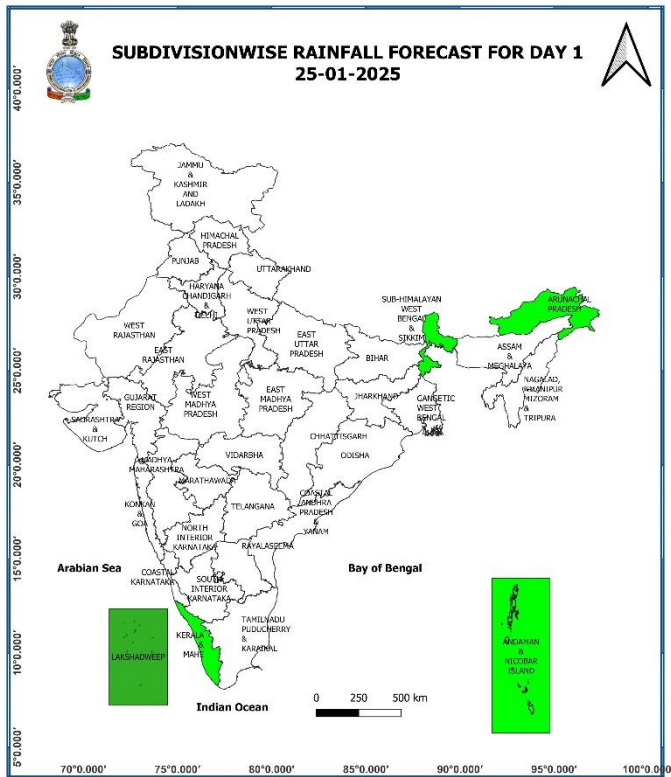 SUBDIVISIONWISE RAINFALL FORECAST FOR DAY 1
25-01-2025
40°0.000'
35°0.000'
30°0.000'
25°0.000'
20°0.000'
15°0.000'
10°0.000'
5°0.000'
JAMMU
&
KASHMIR
AND
LADAKH
HIMACHAL
PRADESH
PUNJAB
UTTARAKHAND
HARYANA
CHANDIGARH
&
DELHI
WEST
UTTAR
PRADESH
EAST
UTTAR
PRADESH
WEST
RAJASTHAN
EAST
RAJASTHAN
SUB-HIMALAYAN
WEST
BENGAL
&
SIKKIM
ARUNACHAL
PRADESH
ASSAM
&
MEGHALAYA
NAGALAD,
MIZORAM
&
TRIPURA
BIHAR
JHARKHAND
GANGETIC
WEST
BENGAL
GUJARAT
REGION
SAURASHTRA
&
KUTCH
WEST
MADHYA
PRADESH
EAST
MADHYA
PRADESH
CHHATTISGARH
ODISHA
VIDARBHA
MADHYA
MAHARASHTRA
MARATHAWADA
KONKAN
&
GOA
TELANGANA
COASTAL
ANDHRA
PRADESH
&
YANAM
NORTH
INTERIOR
KARNATAKA
RAYALASEEMA
COASTAL
KARNATAKA
SOUTH
INTERIOR
KARNATAKA
Arabian Sea
Bay of Bengal
KERALA
&
MAHE
TAMILNADU
PUDUCHERRY
&
KARAIKAL
LAKSHADWEEP
ANDAMAN
&
NICOBAR
ISLAND
Indian Ocean
0 250 500 km
70°0.000' 75°0.000' 80°0.000' 85°0.000' 90°0.000' 95°0.000' 100°0.000'